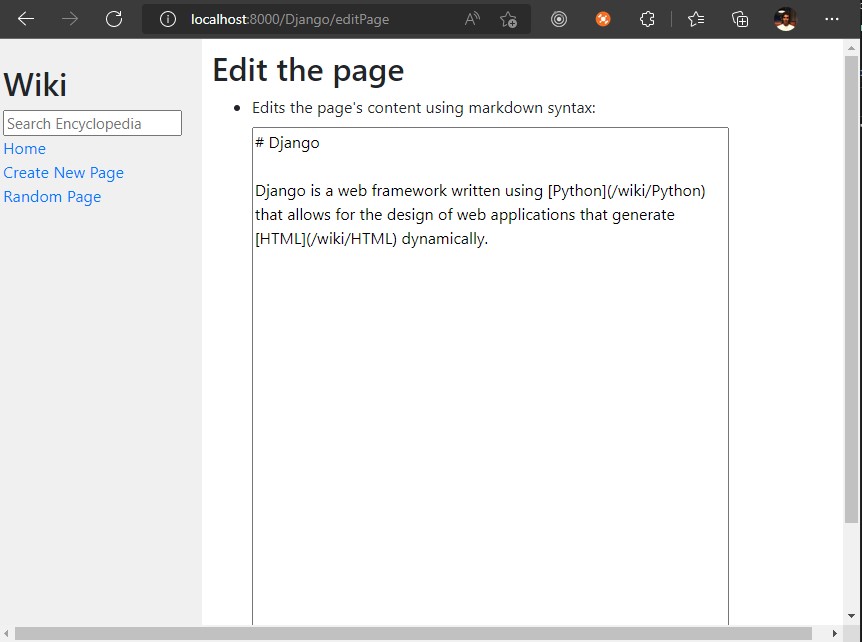 localhost:8000/Django/editPage
Wiki
Search Encyclopedia
Home
Create New Page
Random Page
Edit the page
Edits the page's content using markdown syntax:
# Django
Django is a web framework written using [Python](/wiki/Python)
that allows for the design of web applications that generate
[HTML](/wiki/HTML) dynamically.